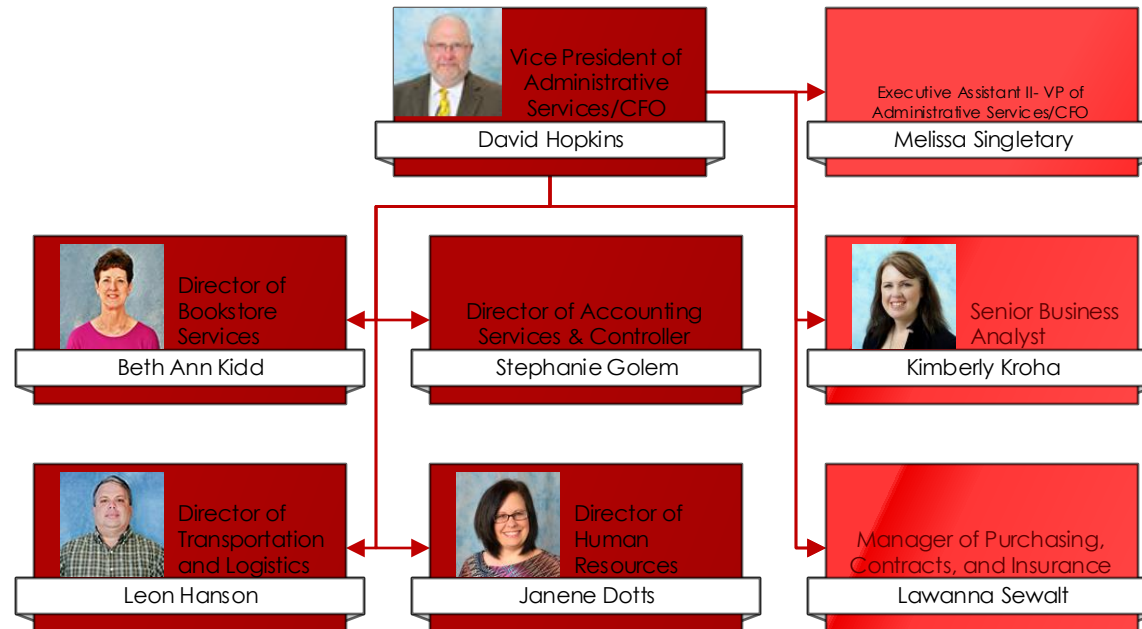 Vice President of
Administrative
Services/CFO
David Hopkins
Executive Assistant II- VP of
Administrative Services/CFO
Melissa Singletary
Director of
Bookstore
Services
Beth Ann Kidd
Director of Accounting
Services & Controller
Stephanie Golem
Senior Business
Analyst
Kimberly Kroha
Director of
Transportation
and Logistics
Leon Hanson
Director of
Human
Resources
Janene Dotts
Manager of Purchasing,
Contracts, and Insurance
Lawanna Sewalt